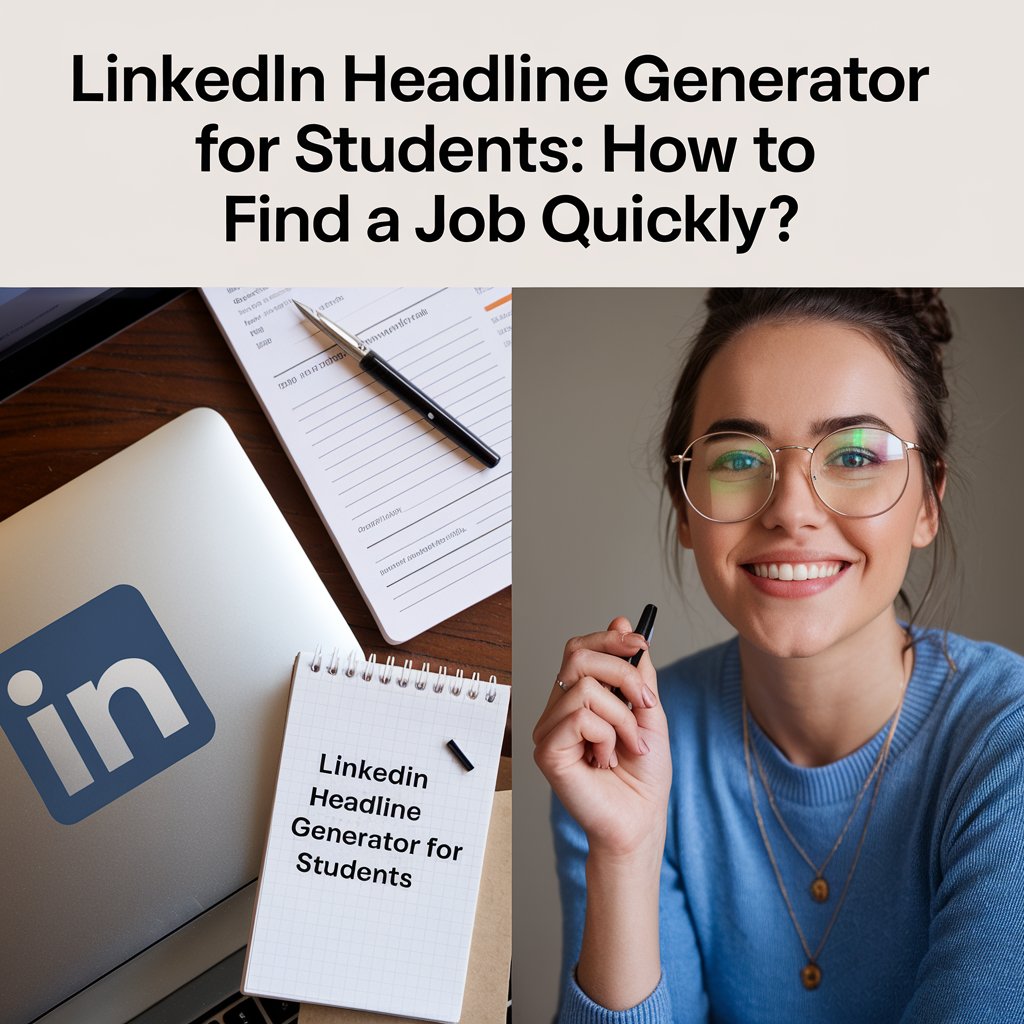 LinkedIn Headline Generator
for Students: How to
Find a Job Quickly?
in
Linkedin
Headline
Generator for
Students